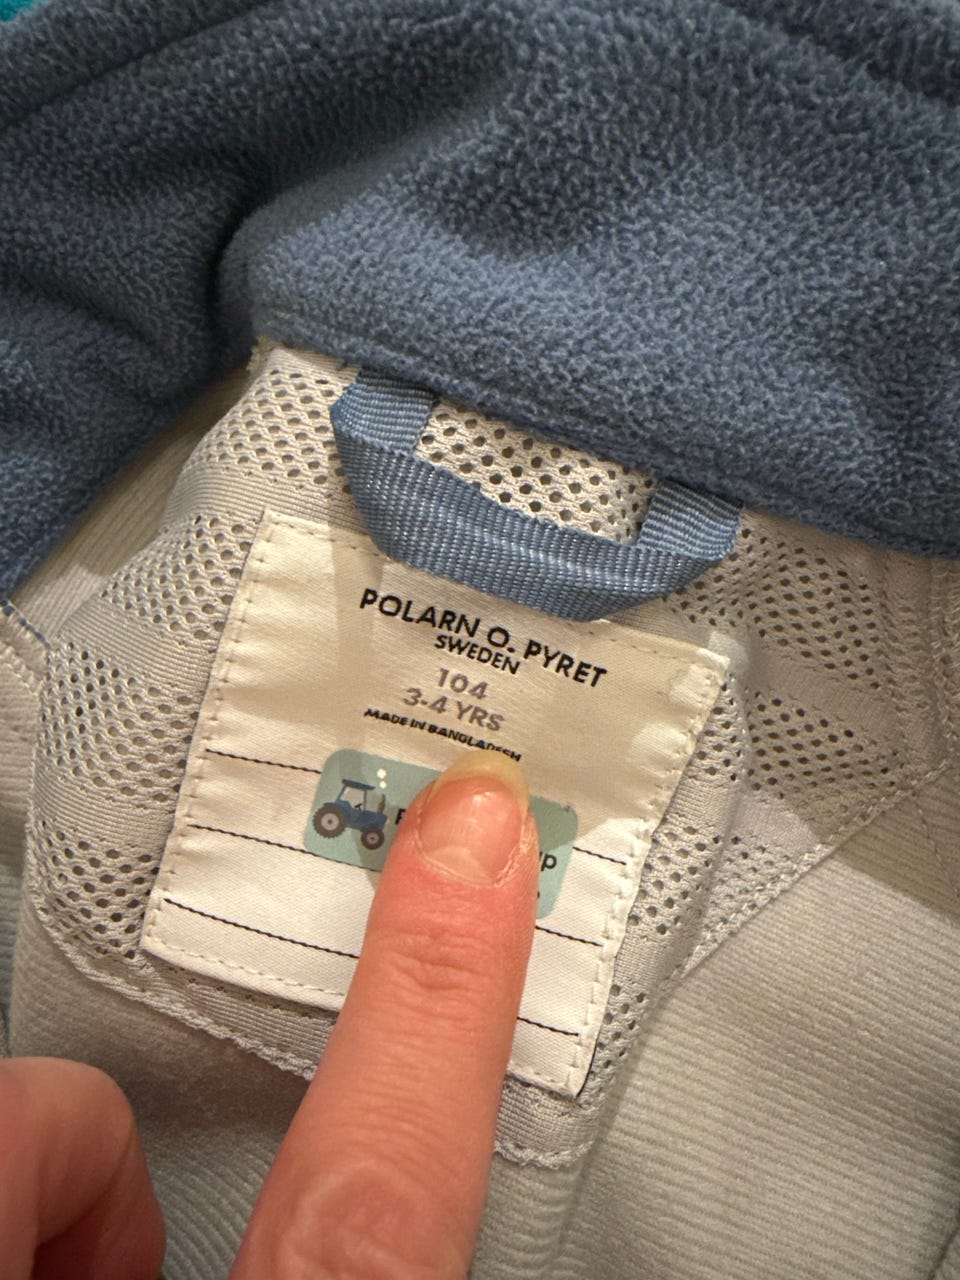 POLARN O. PYRET
SWEDEN
104
3-4 YRS
MADE IN BANGLADESH